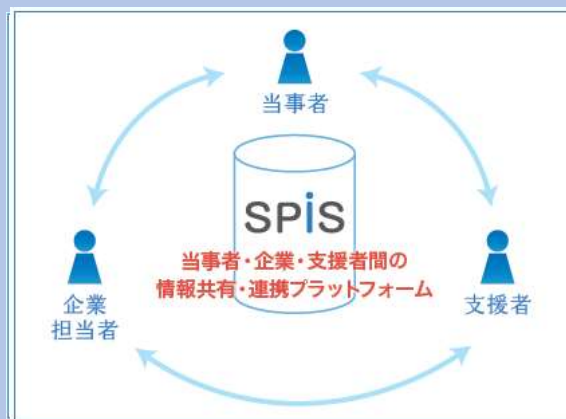 当事者
SPiS
当事者・企業・支援者間の
情報共有・連携プラットフォーム
企業
担当者
支援者